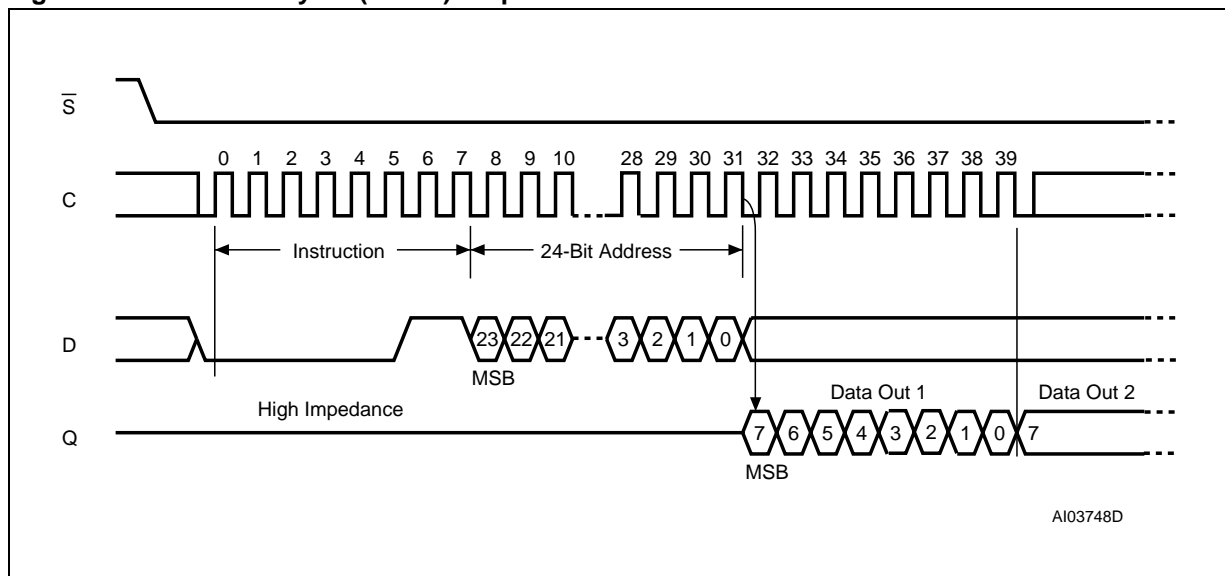 S
0 1 2 3 4 5 6 7 8 9 10 28 29 30 31 32 33 34 35 36 37 38 39
C
Instruction 24-Bit Address
D 23 22 21 3 2 1 0
MSB
High Impedance Data Out 1 Data Out 2
Q 7 6 5 4 3 2 1 0 7
MSB
AI03748D